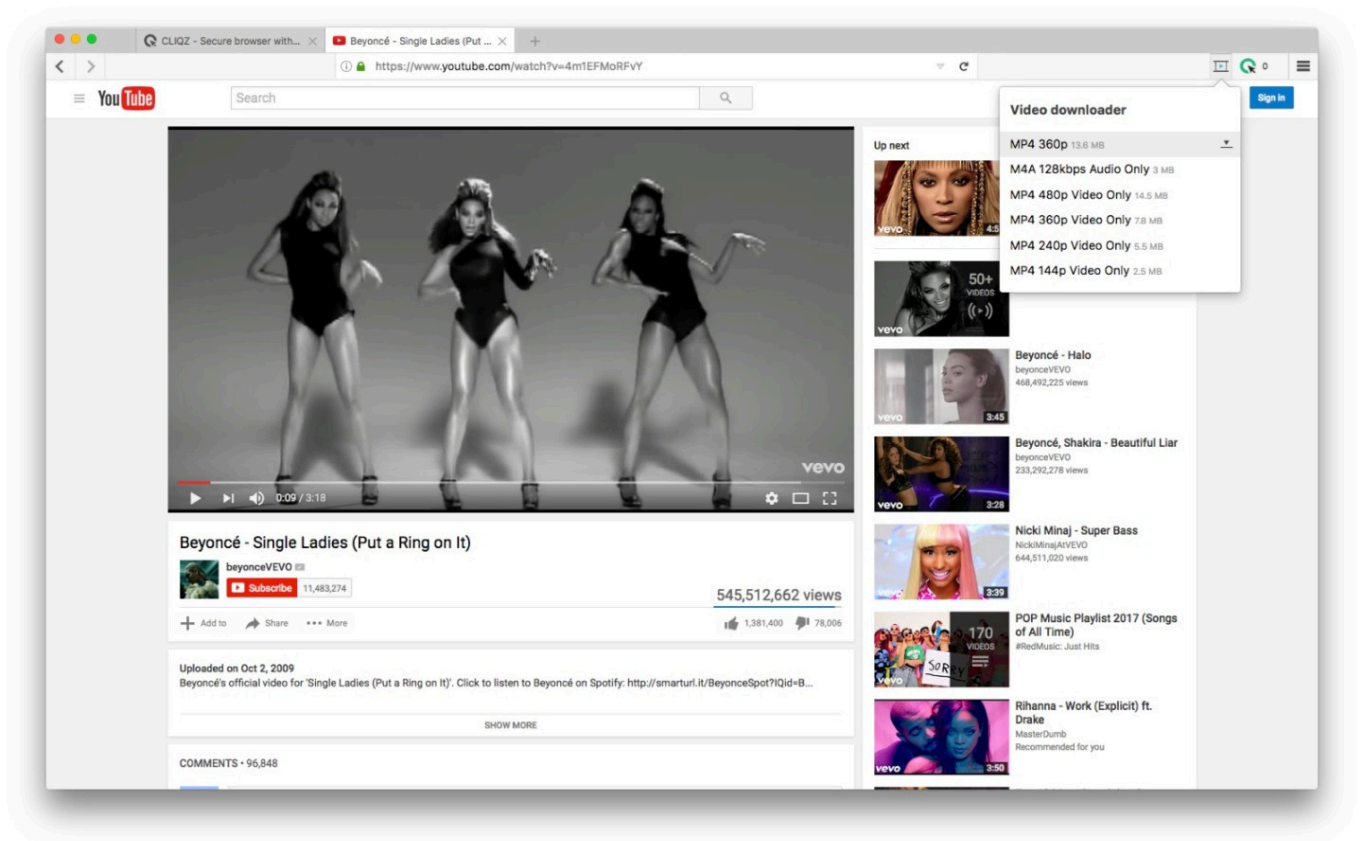 CLIQZ - Secure browser with...
Beyoncé - Single Ladies (Put ...
https://www.youtube.com/watch?v=4m1EFMoRFvY
0
YouTube
Search
Sign in
Video downloader
MP4 360p 13.6 MB
M4A 128kbps Audio Only 3 MB
MP4 480p Video Only 14.5 MB
MP4 360p Video Only 7.8 MB
MP4 240p Video Only 5.5 MB
MP4 144p Video Only 2.5 MB
vevo
0:09 / 3:18
Beyoncé - Single Ladies (Put a Ring on It)
beyonceVEVO
Subscribe 11,483,274
545,512,662 views
Add to Share More
1,381,400 78,006
Uploaded on Oct 2, 2009
Beyoncé's official video for 'Single Ladies (Put a Ring on It)'. Click to listen to Beyoncé on Spotify: http://smarturl.it/BeyonceSpot?IQid=B...
SHOW MORE
COMMENTS • 96,848
Up next
vevo
50+
VIDEOS
vevo
Beyoncé - Halo
beyonceVEVO
468,492,225 views
vevo 3:45
Beyoncé, Shakira - Beautiful Liar
beyonceVEVO
233,292,278 views
vevo 3:28
Nicki Minaj - Super Bass
NickiMinajAtVEVO
644,511,020 views
vevo 3:39
POP Music Playlist 2017 (Songs
of All Time)
#RedMusic: Just Hits
170
VIDEOS
SORRY
vevo
Rihanna - Work (Explicit) ft.
Drake
MasterDumb
Recommended for you
vevo 3:50